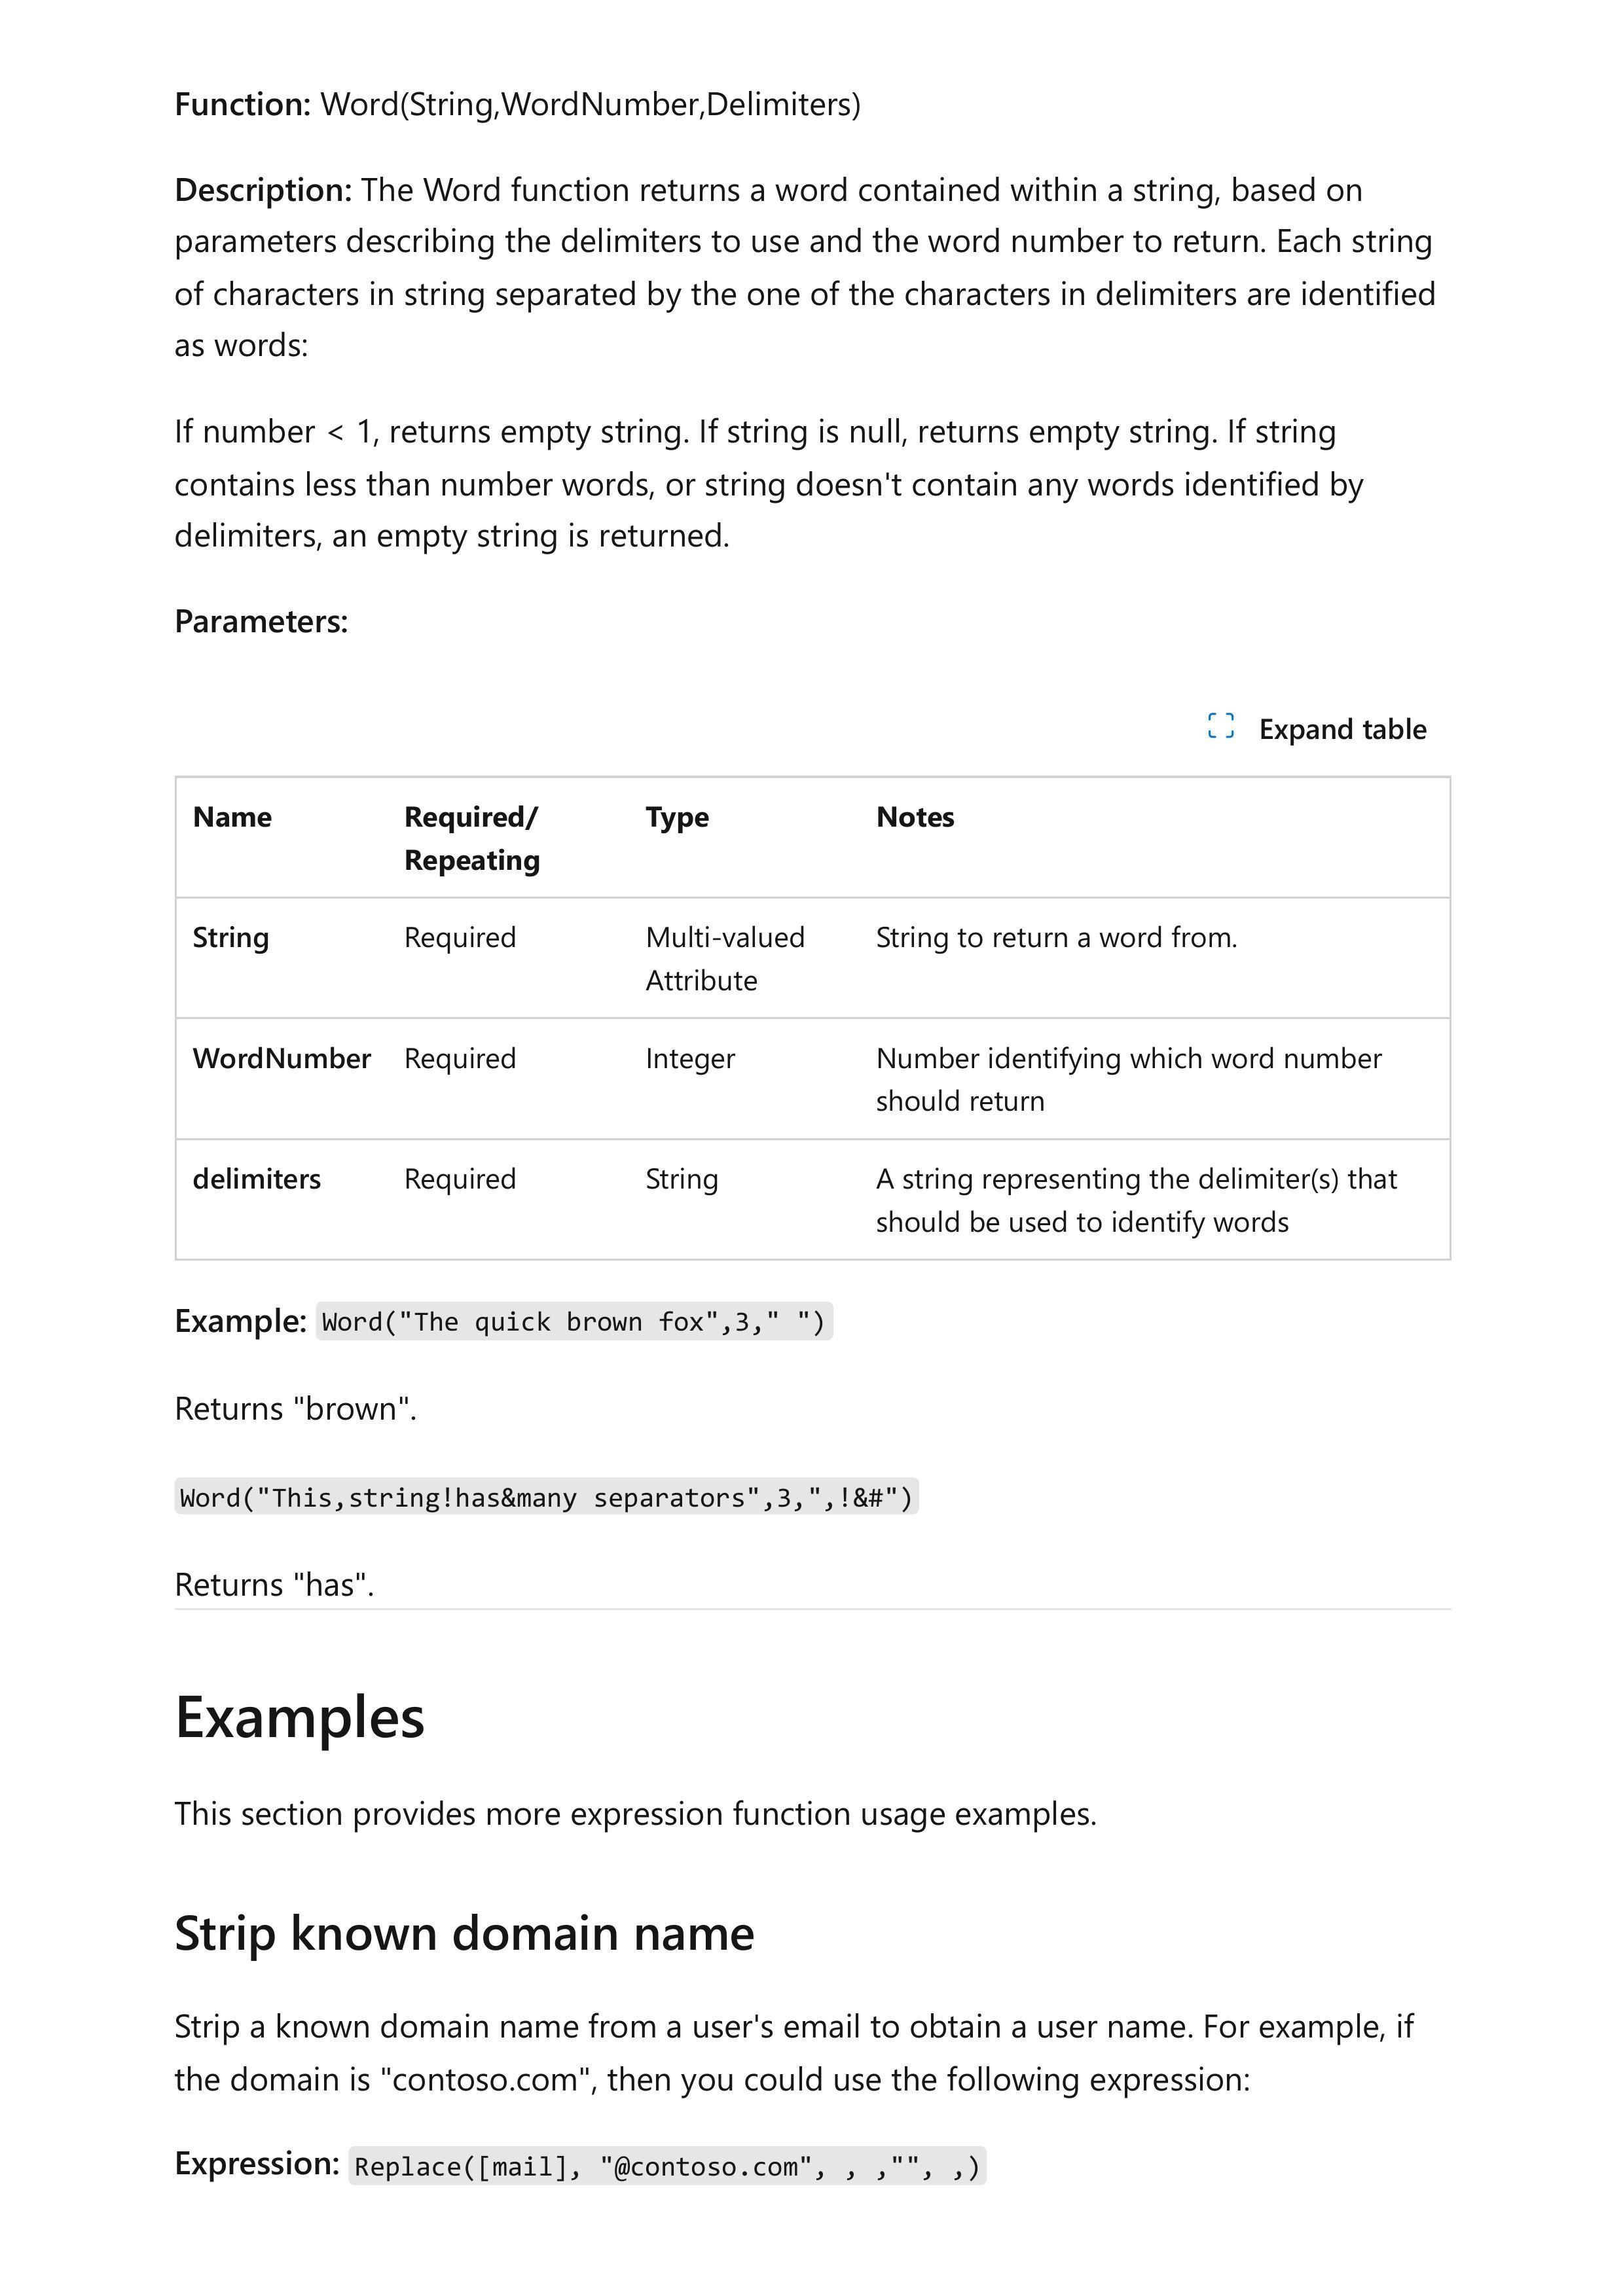 Function: Word(String,WordNumber,Delimiters)
Description: The Word function returns a word contained within a string, based on
parameters describing the delimiters to use and the word number to return. Each string
of characters in string separated by the one of the characters in delimiters are identified
as words:
If number < 1, returns empty string. If string is null, returns empty string. If string
contains less than number words, or string doesn't contain any words identified by
delimiters, an empty string is returned.
Parameters:
Expand table
Name Required/ Type Notes
Repeating
String Required Multi-valued String to return a word from.
Attribute
WordNumber Required Integer Number identifying which word number
should return
delimiters Required String A string representing the delimiter(s) that
should be used to identify words
Example: Word("The quick brown fox",3," ")
Returns "brown".
Word("This,string!has&many separators",3,",!&#")
Returns "has".
Examples
This section provides more expression function usage examples.
Strip known domain name
Strip a known domain name from a user's email to obtain a user name. For example, if
the domain is "contoso.com", then you could use the following expression:
Expression: Replace([mail], "@contoso.com", , ,"", ,)